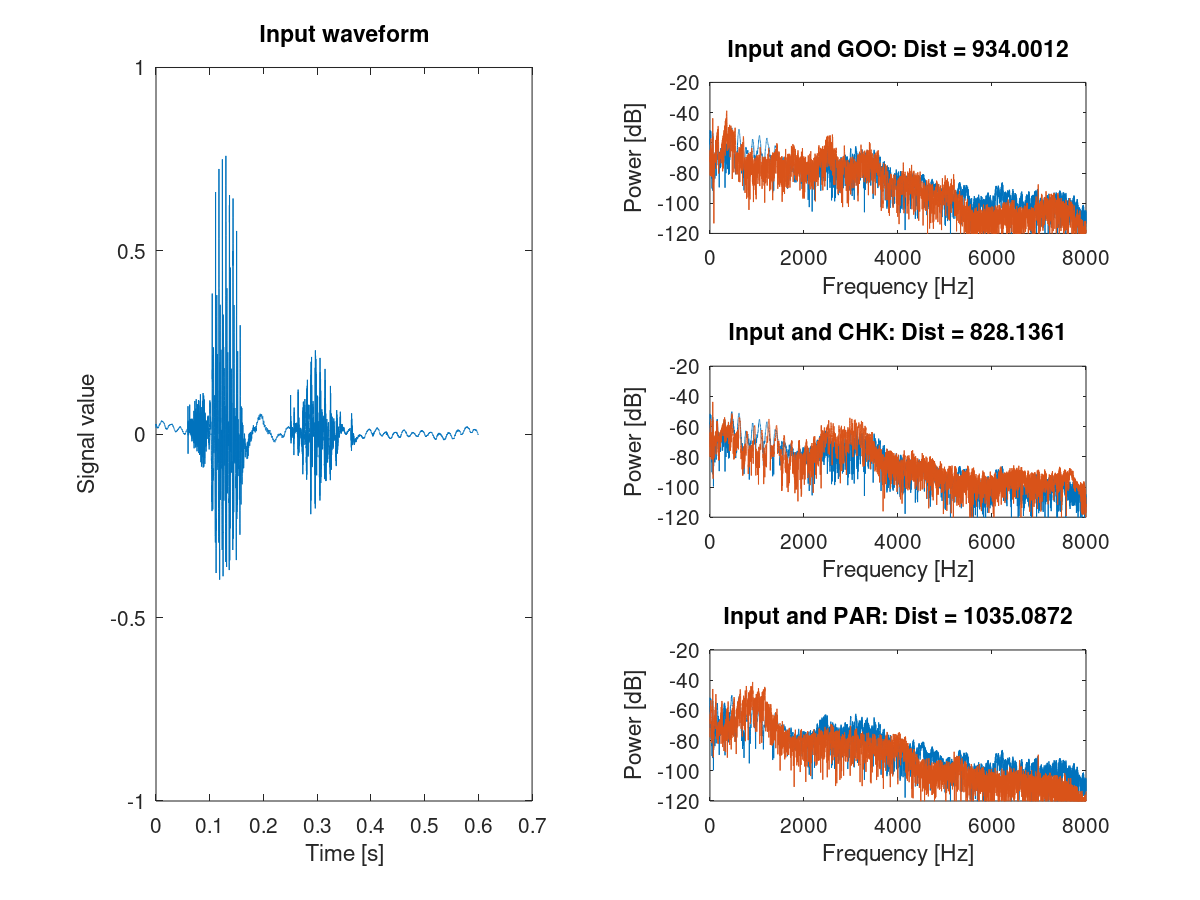 Input waveform
1
0.5
0
-0.5
-1
Signal value
0 0.1 0.2 0.3 0.4 0.5 0.6 0.7
Time [s]
Input and GOO: Dist = 934.0012
-20
-40
-60
-80
-100
-120
Power [dB]
0 2000 4000 6000 8000
Frequency [Hz]
Input and CHK: Dist = 828.1361
-20
-40
-60
-80
-100
-120
Power [dB]
0 2000 4000 6000 8000
Frequency [Hz]
Input and PAR: Dist = 1035.0872
-20
-40
-60
-80
-100
-120
Power [dB]
0 2000 4000 6000 8000
Frequency [Hz]